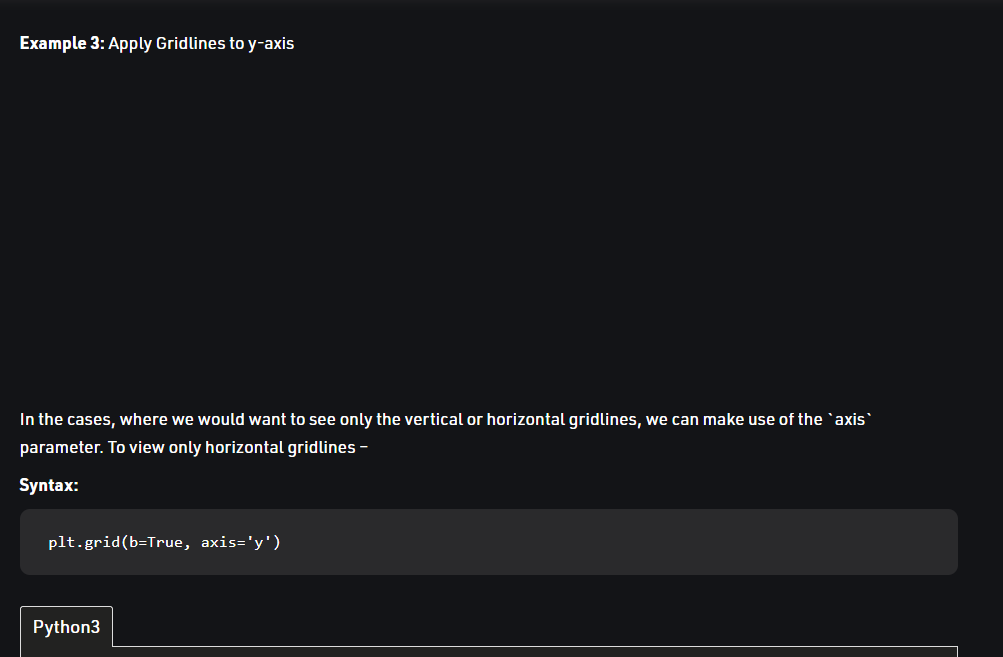 Example 3: Apply Gridlines to y-axis
In the cases, where we would want to see only the vertical or horizontal gridlines, we can make use of the `axis`
parameter. To view only horizontal gridlines –
Syntax:
plt.grid(b=True, axis='y')
Python3